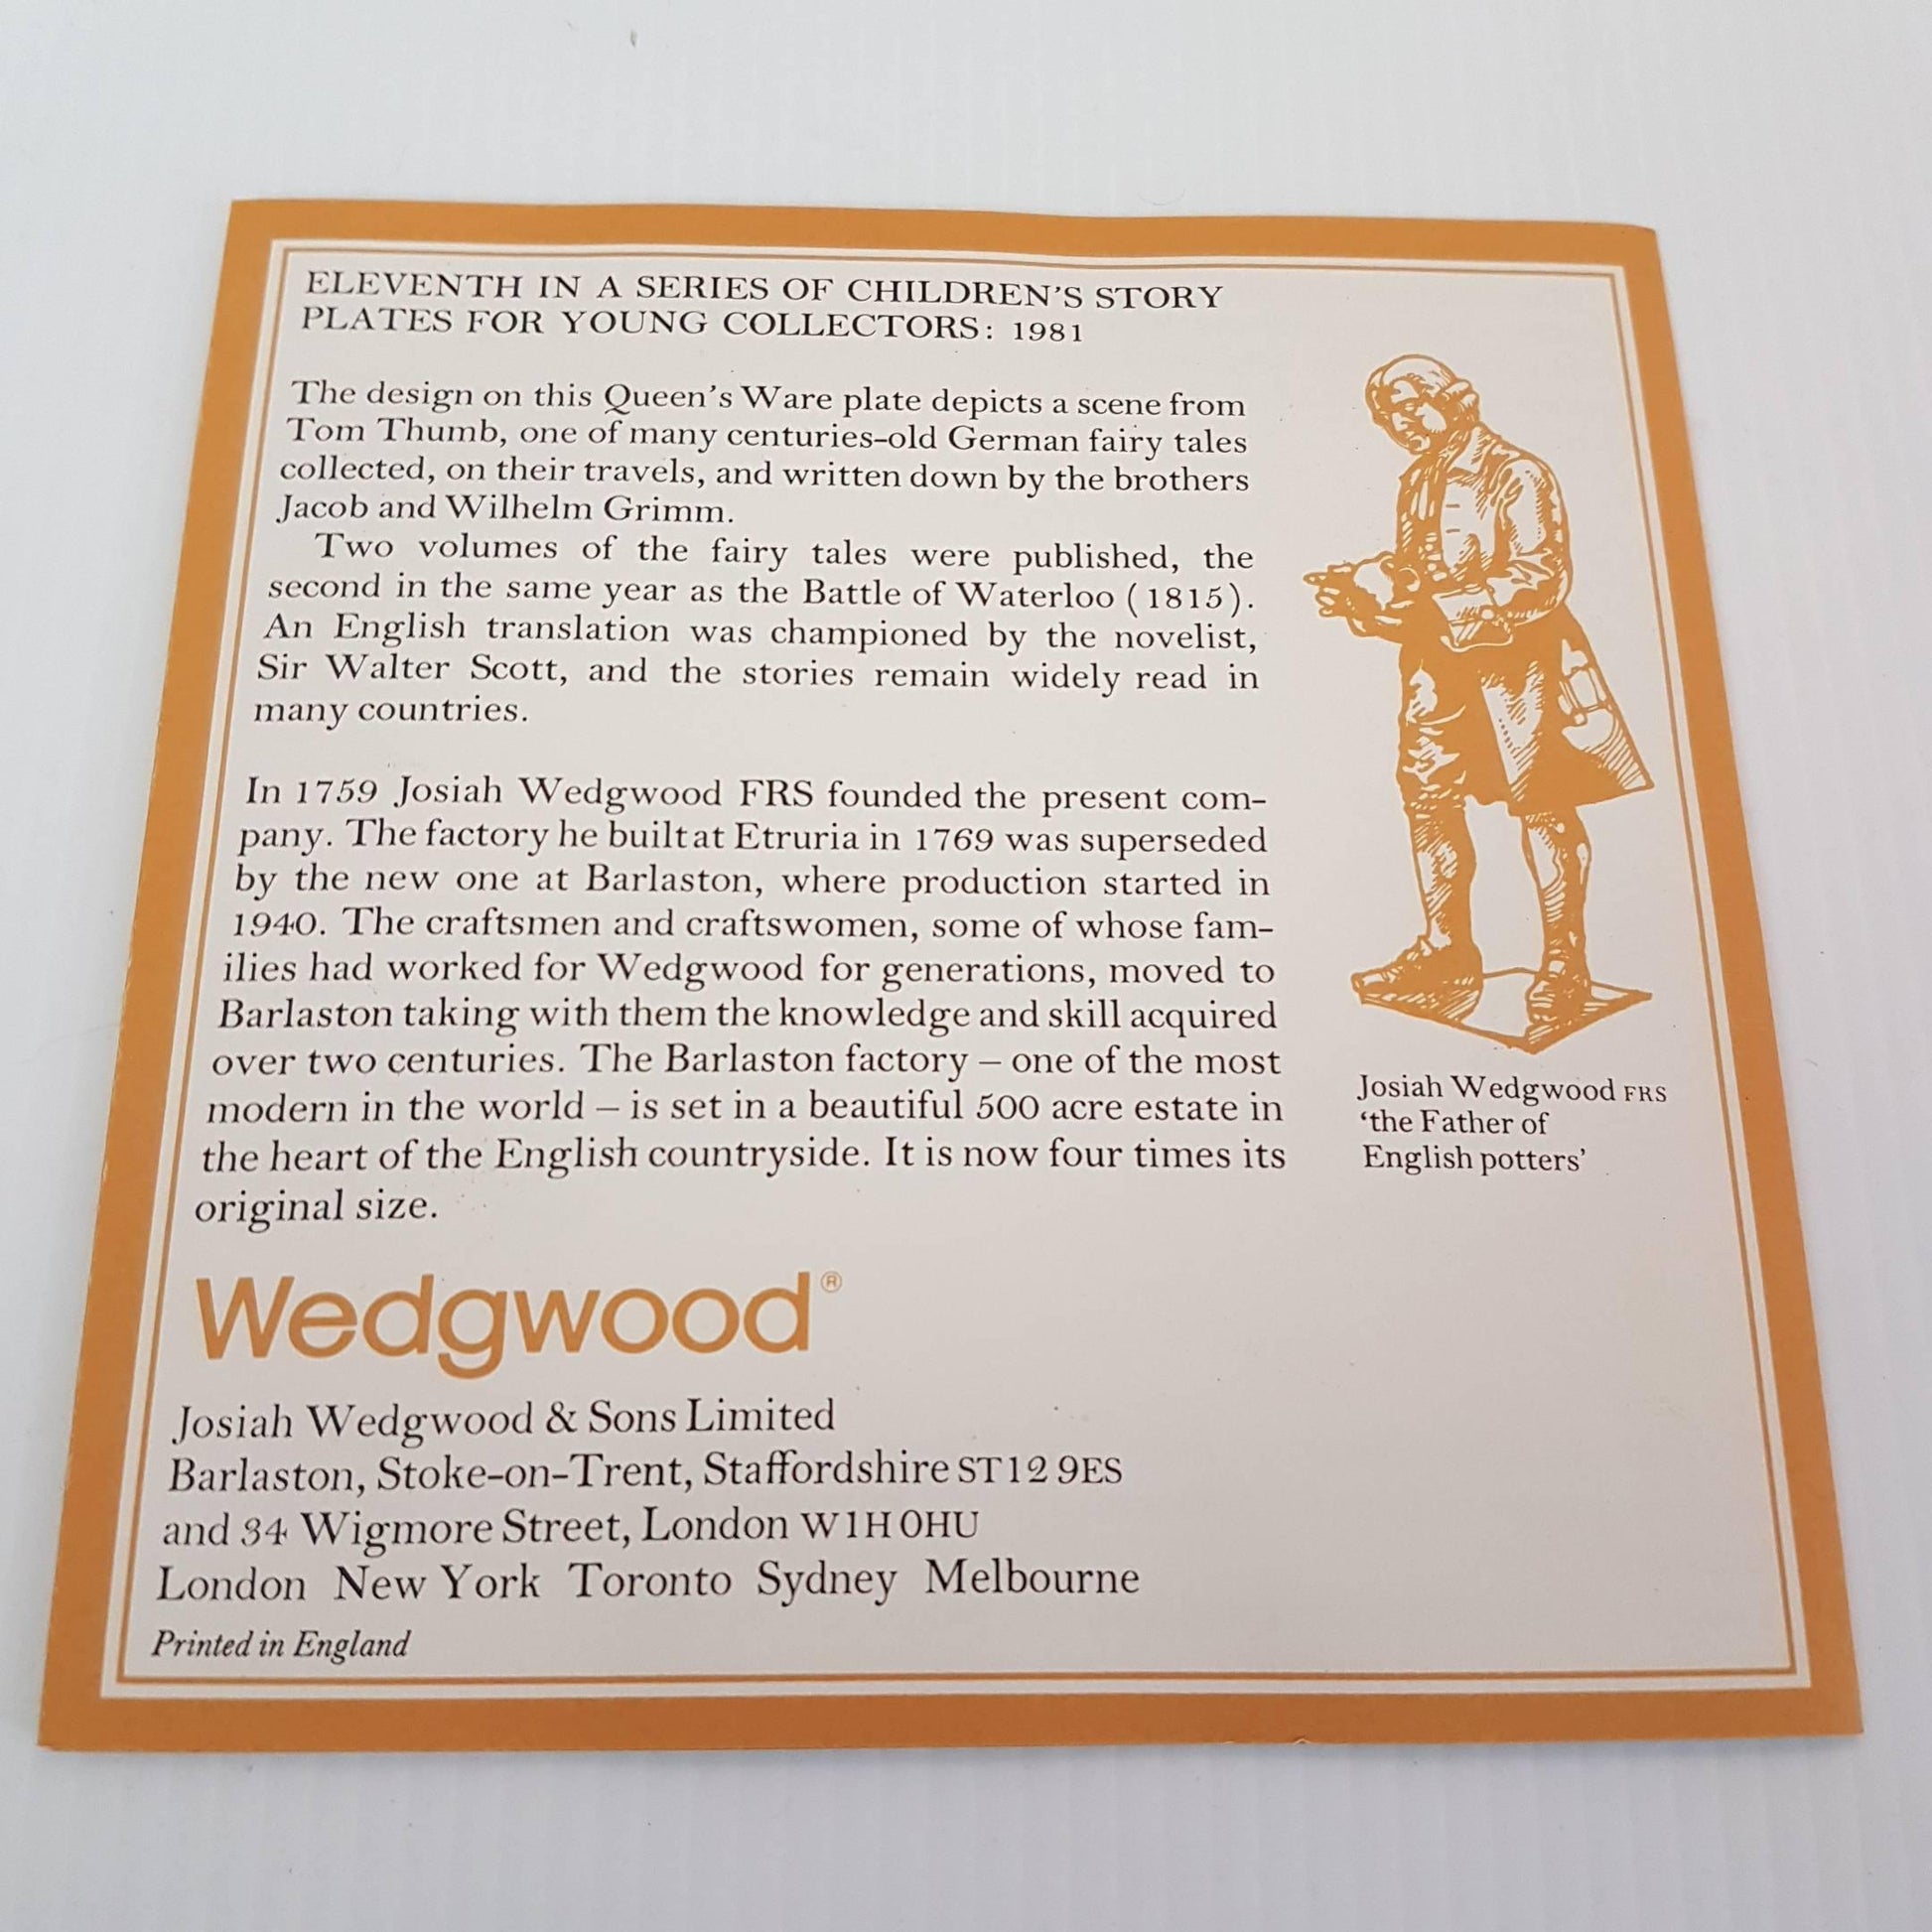 ELEVENTH IN A SERIES OF CHILDREN'S STORY
PLATES FOR YOUNG COLLECTORS: 1981
The design on this Queen's Ware plate depicts a scene from
Tom Thumb, one of many centuries-old German fairy tales
collected, on their travels, and written down by the brothers
Jacob and Wilhelm Grimm.
Two volumes of the fairy tales were published, the
second in the same year as the Battle of Waterloo (1815).
An English translation was championed by the novelist,
Sir Walter Scott, and the stories remain widely read in
many countries.
In 1759 Josiah Wedgwood FRS founded the present com-
pany. The factory he built at Etruria in 1769 was superseded
by the new one at Barlaston, where production started in
1940. The craftsmen and craftswomen, some of whose fam-
ilies had worked for Wedgwood for generations, moved to
Barlaston taking with them the knowledge and skill acquired
over two centuries. The Barlaston factory – one of the most
modern in the world – is set in a beautiful 500 acre estate in
the heart of the English countryside. It is now four times its
original size.
Josiah Wedgwood FRS
'the Father of
English potters'
Wedgwood®
Josiah Wedgwood & Sons Limited
Barlaston, Stoke-on-Trent, Staffordshire ST12 9ES
and 34 Wigmore Street, London W1H 0HU
London New York Toronto Sydney Melbourne
Printed in England